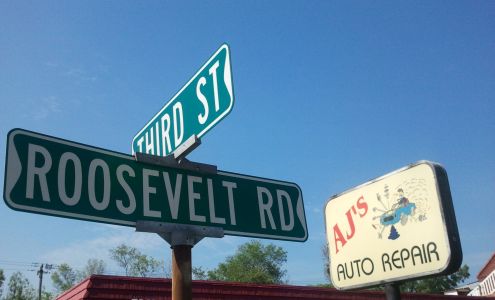 THIRD ST
ROOSEVELT RD
AJ'S
AUTO REPAIR